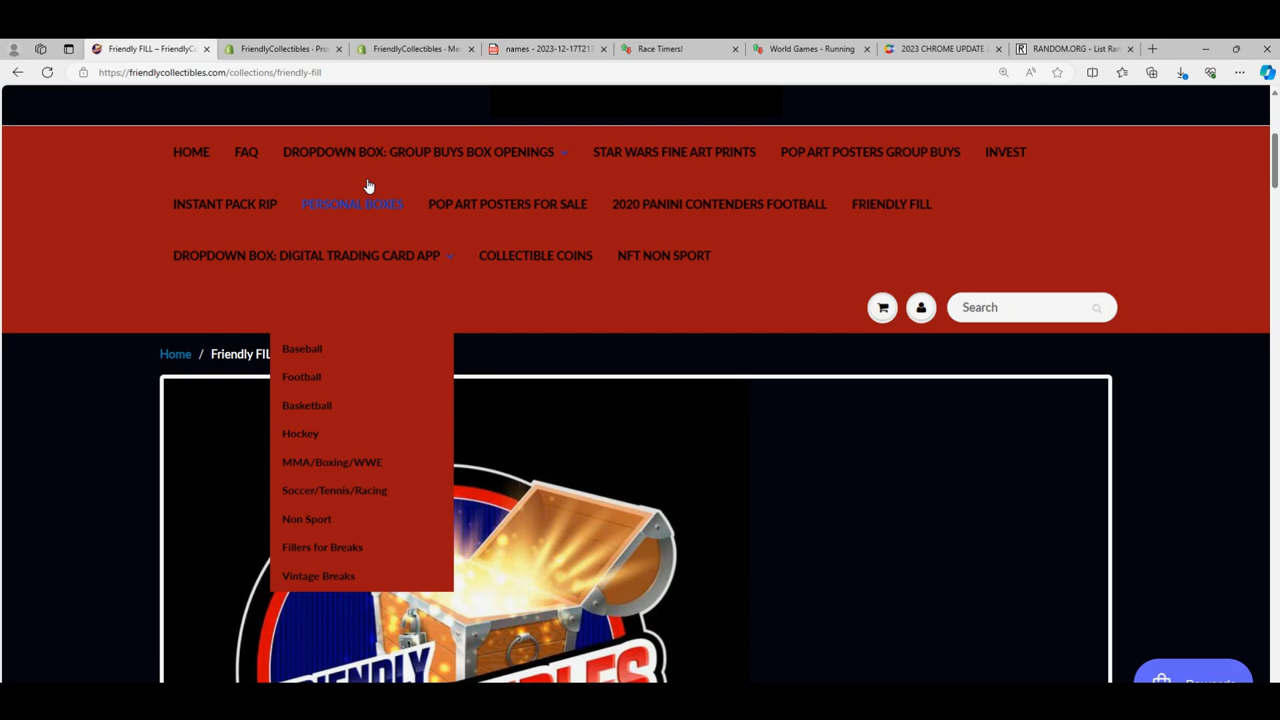 Friendly FILL – FriendlyC
FriendlyCollectibles - Pro
FriendlyCollectibles - Me
names - 2023-12-17T213
Race Timers!
World Games - Running
2023 CHROME UPDATE
RANDOM.ORG - List Ran
https://friendlycollectibles.com/collections/friendly-fill
HOME FAQ DROPDOWN BOX: GROUP BUYS BOX OPENINGS STAR WARS FINE ART PRINTS POP ART POSTERS GROUP BUYS INVEST
INSTANT PACK RIP PERSONAL BOXES POP ART POSTERS FOR SALE 2020 PANINI CONTENDERS FOOTBALL FRIENDLY FILL
DROPDOWN BOX: DIGITAL TRADING CARD APP COLLECTIBLE COINS NFT NON SPORT
Search
Home / Friendly FIL
Baseball
Football
Basketball
Hockey
MMA/Boxing/WWE
Soccer/Tennis/Racing
Non Sport
Fillers for Breaks
Vintage Breaks
FRIENDLY
Rewards